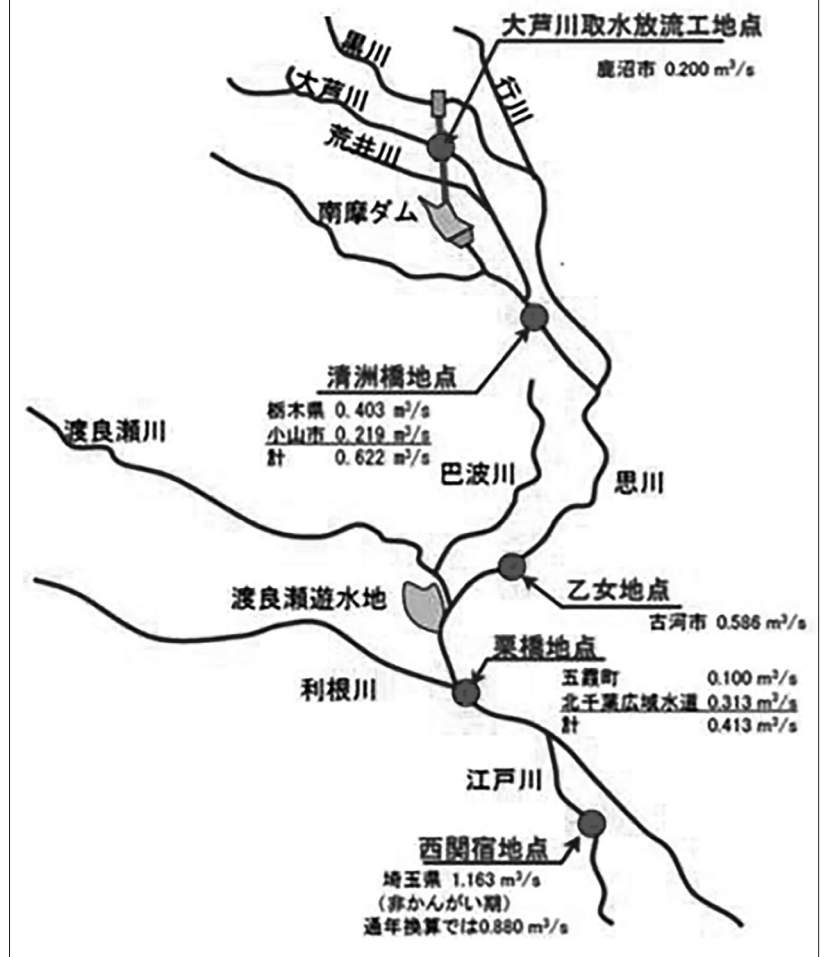 大芦川取水放流工地点
鹿沼市 0.200 m³/s
黒川
行川
大芦川
荒井川
南摩ダム
清洲橋地点
栃木県 0.403 m³/s
小山市 0.219 m³/s
計 0.622 m³/s
渡良瀬川
巴波川
思川
渡良瀬遊水地
乙女地点
古河市 0.586 m³/s
栗橋地点
五霞町 0.100 m³/s
北千葉広域水道 0.313 m³/s
計 0.413 m³/s
利根川
江戸川
西関宿地点
埼玉県 1.163 m³/s
(非かんがい期)
通年換算では0.880 m³/s